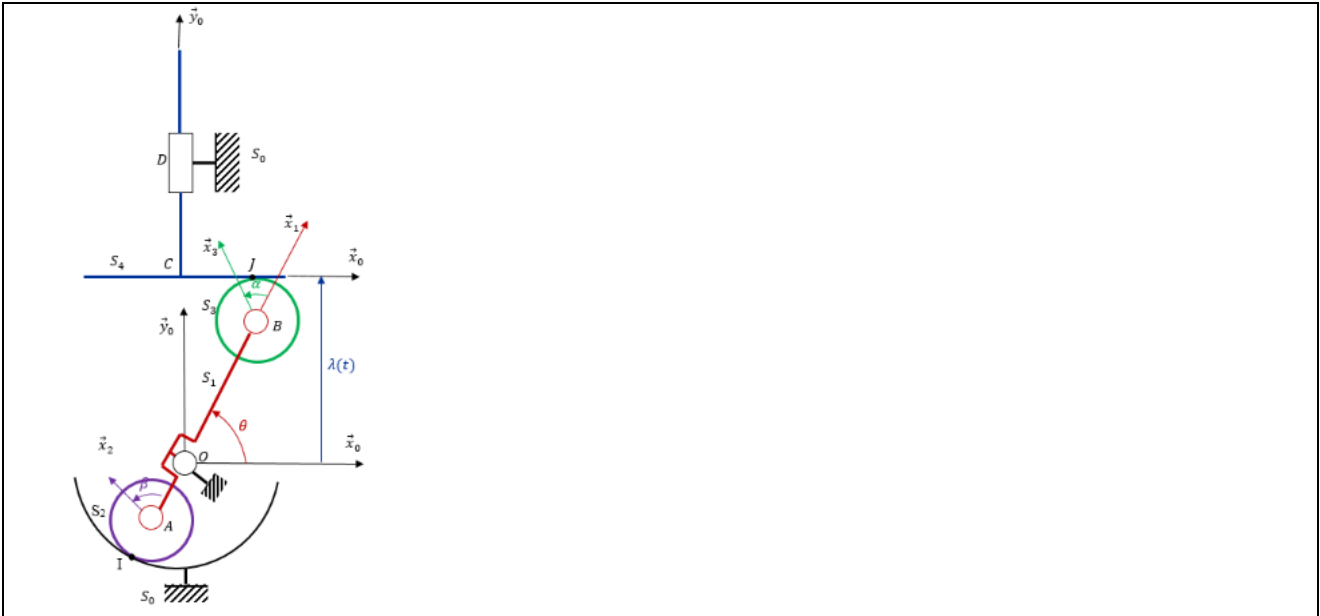 y⃗₀
D
S₀
x⃗₁
x⃗₃
S₄
C
J
x⃗₀
α
S₃
y⃗₀
B
λ(t)
S₁
θ
x⃗₂
O
x⃗₀
β
S₂
A
I
S₀